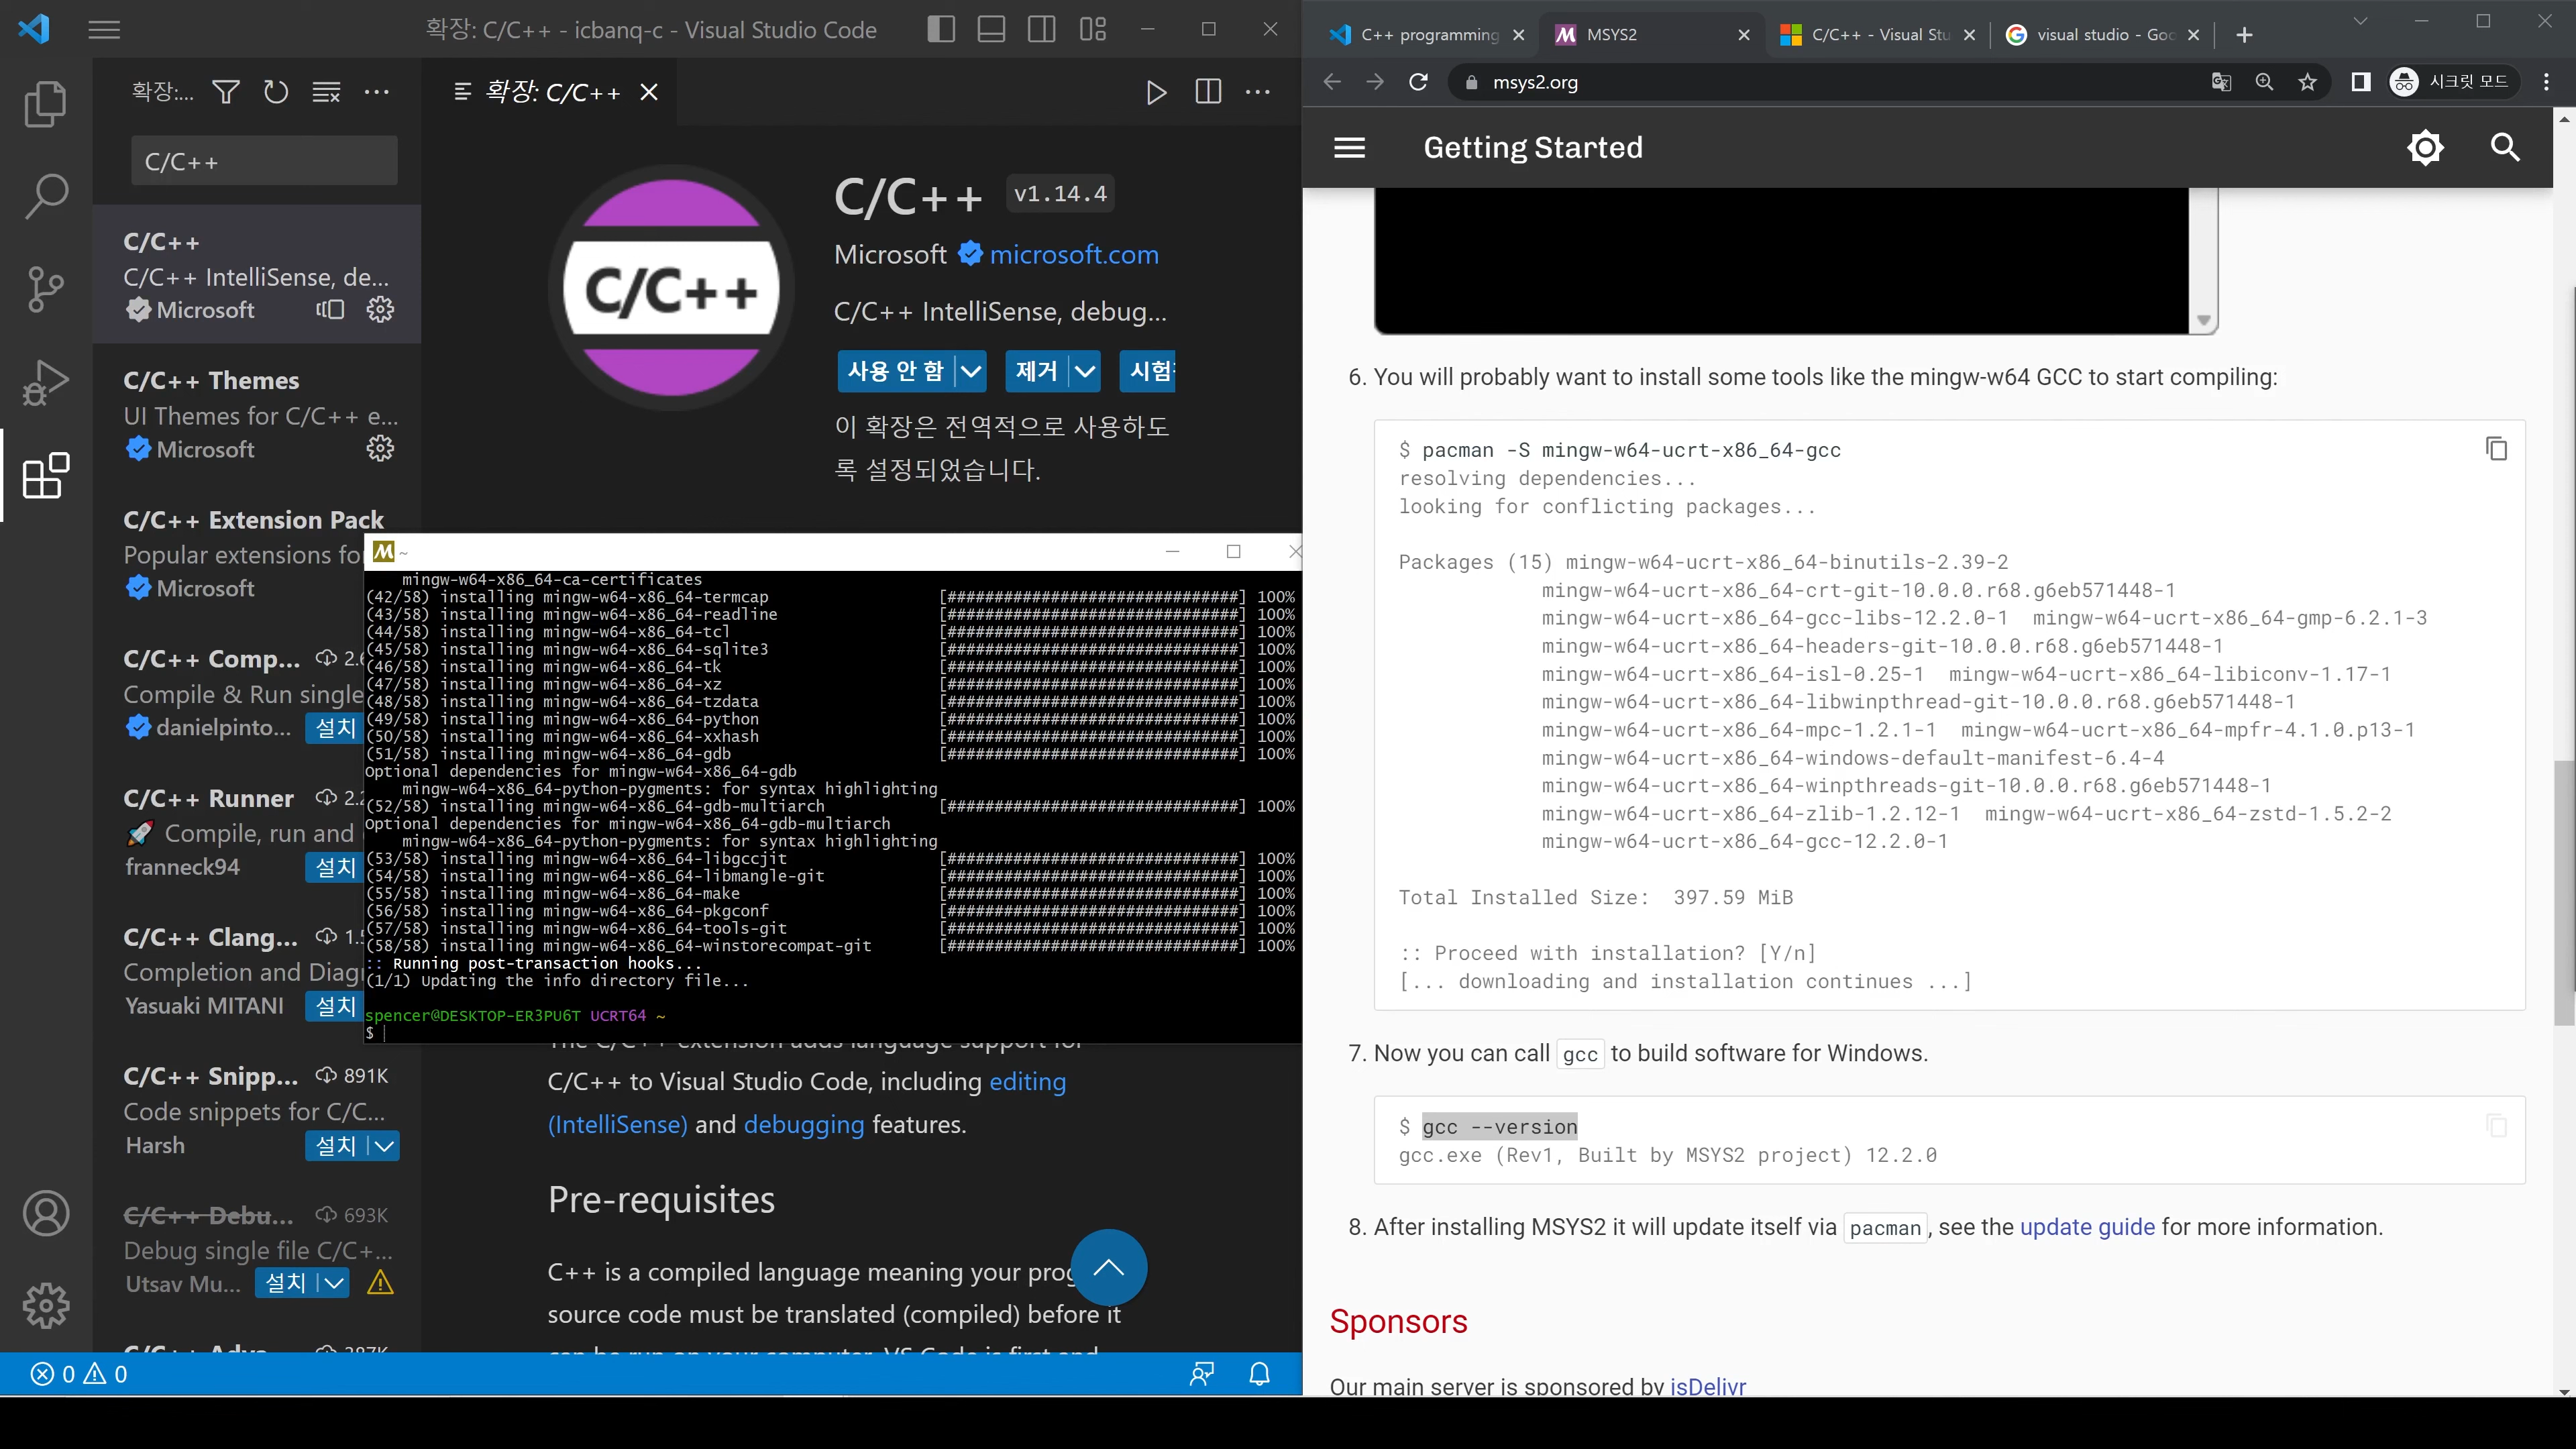 확장: C/C++ - icbanq-c - Visual Studio Code
확장:...
C/C++
C/C++
C/C++ IntelliSense, de...
Microsoft
C/C++ Themes
UI Themes for C/C++ e...
Microsoft
C/C++ Extension Pack
Popular extensions fo
Microsoft
C/C++ Comp...
Compile & Run single
danielpinto...
설치
C/C++ Runner
Compile, run and
franneck94
설치
C/C++ Clang...
Completion and Diag
Yasuaki MITANI
설치
C/C++ Snipp... 891K
Code snippets for C/C...
Harsh
설치
C/C++ Debu... 693K
Debug single file C/C+...
Utsav Mu...
설치
0 0
확장: C/C++
C/C++
C/C++ v1.14.4
Microsoft microsoft.com
C/C++ IntelliSense, debug...
사용 안 함 제거 시험
이 확장은 전역적으로 사용하도
록 설정되었습니다.
~
mingw-w64-x86_64-ca-certificates
(42/58) installing mingw-w64-x86_64-termcap [###############################] 100%
(43/58) installing mingw-w64-x86_64-readline [###############################] 100%
(44/58) installing mingw-w64-x86_64-tcl [###############################] 100%
(45/58) installing mingw-w64-x86_64-sqlite3 [###############################] 100%
(46/58) installing mingw-w64-x86_64-tk [###############################] 100%
(47/58) installing mingw-w64-x86_64-xz [###############################] 100%
(48/58) installing mingw-w64-x86_64-tzdata [###############################] 100%
(49/58) installing mingw-w64-x86_64-python [###############################] 100%
(50/58) installing mingw-w64-x86_64-xxhash [###############################] 100%
(51/58) installing mingw-w64-x86_64-gdb [###############################] 100%
Optional dependencies for mingw-w64-x86_64-gdb
mingw-w64-x86_64-python-pygments: for syntax highlighting
(52/58) installing mingw-w64-x86_64-gdb-multiarch [###############################] 100%
Optional dependencies for mingw-w64-x86_64-gdb-multiarch
mingw-w64-x86_64-python-pygments: for syntax highlighting
(53/58) installing mingw-w64-x86_64-libgccjit [###############################] 100%
(54/58) installing mingw-w64-x86_64-libmangle-git [###############################] 100%
(55/58) installing mingw-w64-x86_64-make [###############################] 100%
(56/58) installing mingw-w64-x86_64-pkgconf [###############################] 100%
(57/58) installing mingw-w64-x86_64-tools-git [###############################] 100%
(58/58) installing mingw-w64-x86_64-winstorecompat-git [###############################] 100%
:: Running post-transaction hooks...
(1/1) Updating the info directory file...
spencer@DESKTOP-ER3PU6T UCRT64 ~
$
The C/C++ extension adds language support for
C/C++ to Visual Studio Code, including editing
(IntelliSense) and debugging features.
Pre-requisites
C++ is a compiled language meaning your prog
source code must be translated (compiled) before it
C++ programming
MSYS2
C/C++ - Visual Stu
visual studio - Goo
msys2.org
시크릿 모드
Getting Started
6. You will probably want to install some tools like the mingw-w64 GCC to start compiling:
$ pacman -S mingw-w64-ucrt-x86_64-gcc
resolving dependencies...
looking for conflicting packages...
Packages (15) mingw-w64-ucrt-x86_64-binutils-2.39-2
mingw-w64-ucrt-x86_64-crt-git-10.0.0.r68.g6eb571448-1
mingw-w64-ucrt-x86_64-gcc-libs-12.2.0-1 mingw-w64-ucrt-x86_64-gmp-6.2.1-3
mingw-w64-ucrt-x86_64-headers-git-10.0.0.r68.g6eb571448-1
mingw-w64-ucrt-x86_64-isl-0.25-1 mingw-w64-ucrt-x86_64-libiconv-1.17-1
mingw-w64-ucrt-x86_64-libwinpthread-git-10.0.0.r68.g6eb571448-1
mingw-w64-ucrt-x86_64-mpc-1.2.1-1 mingw-w64-ucrt-x86_64-mpfr-4.1.0.p13-1
mingw-w64-ucrt-x86_64-windows-default-manifest-6.4-4
mingw-w64-ucrt-x86_64-winpthreads-git-10.0.0.r68.g6eb571448-1
mingw-w64-ucrt-x86_64-zlib-1.2.12-1 mingw-w64-ucrt-x86_64-zstd-1.5.2-2
mingw-w64-ucrt-x86_64-gcc-12.2.0-1
Total Installed Size: 397.59 MiB
:: Proceed with installation? [Y/n]
[... downloading and installation continues ...]
7. Now you can call gcc to build software for Windows.
$ gcc --version
gcc.exe (Rev1, Built by MSYS2 project) 12.2.0
8. After installing MSYS2 it will update itself via pacman, see the update guide for more information.
Sponsors
Our main server is sponsored by jsDelivr